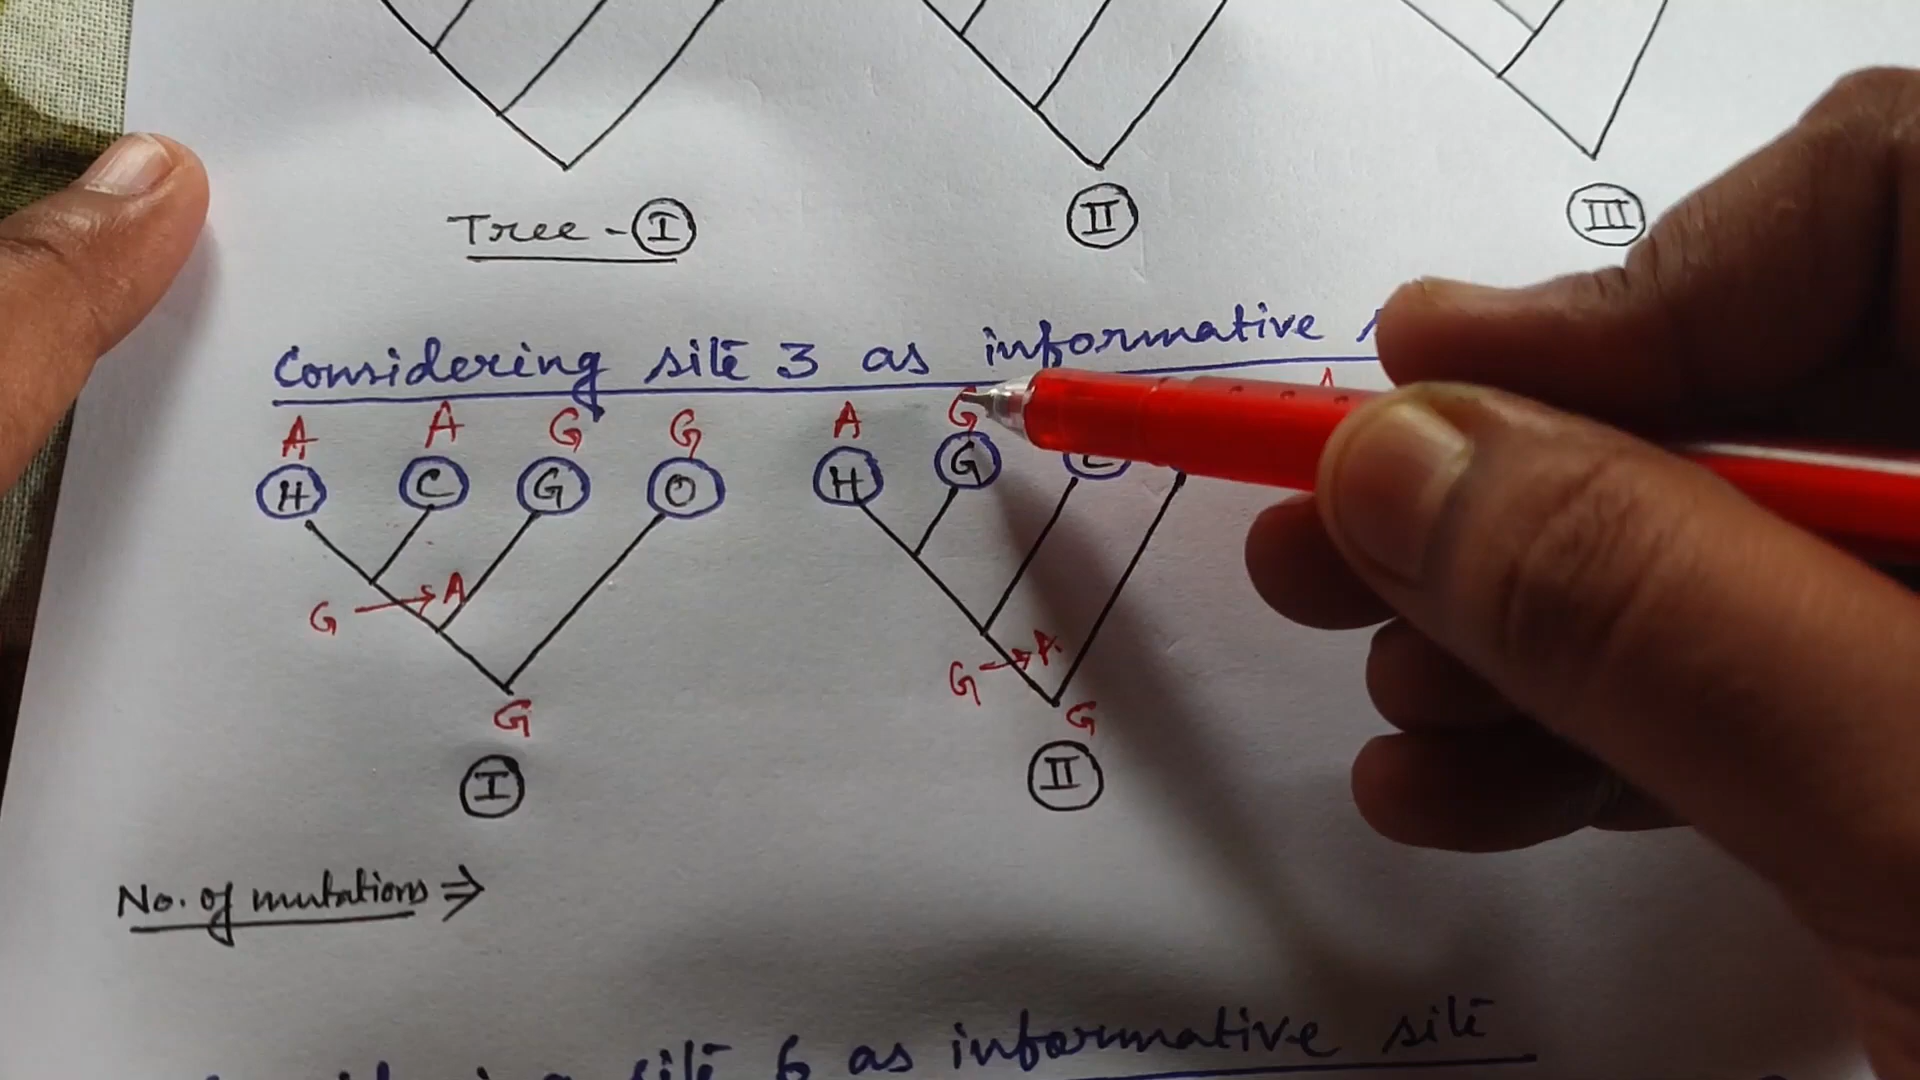 Tree - I II III
Considering site 3 as informative
A A G G A G
H C G O H G C
G → A
G → A
G G
I II
No. of mutations ⇒
site 6 as informative site